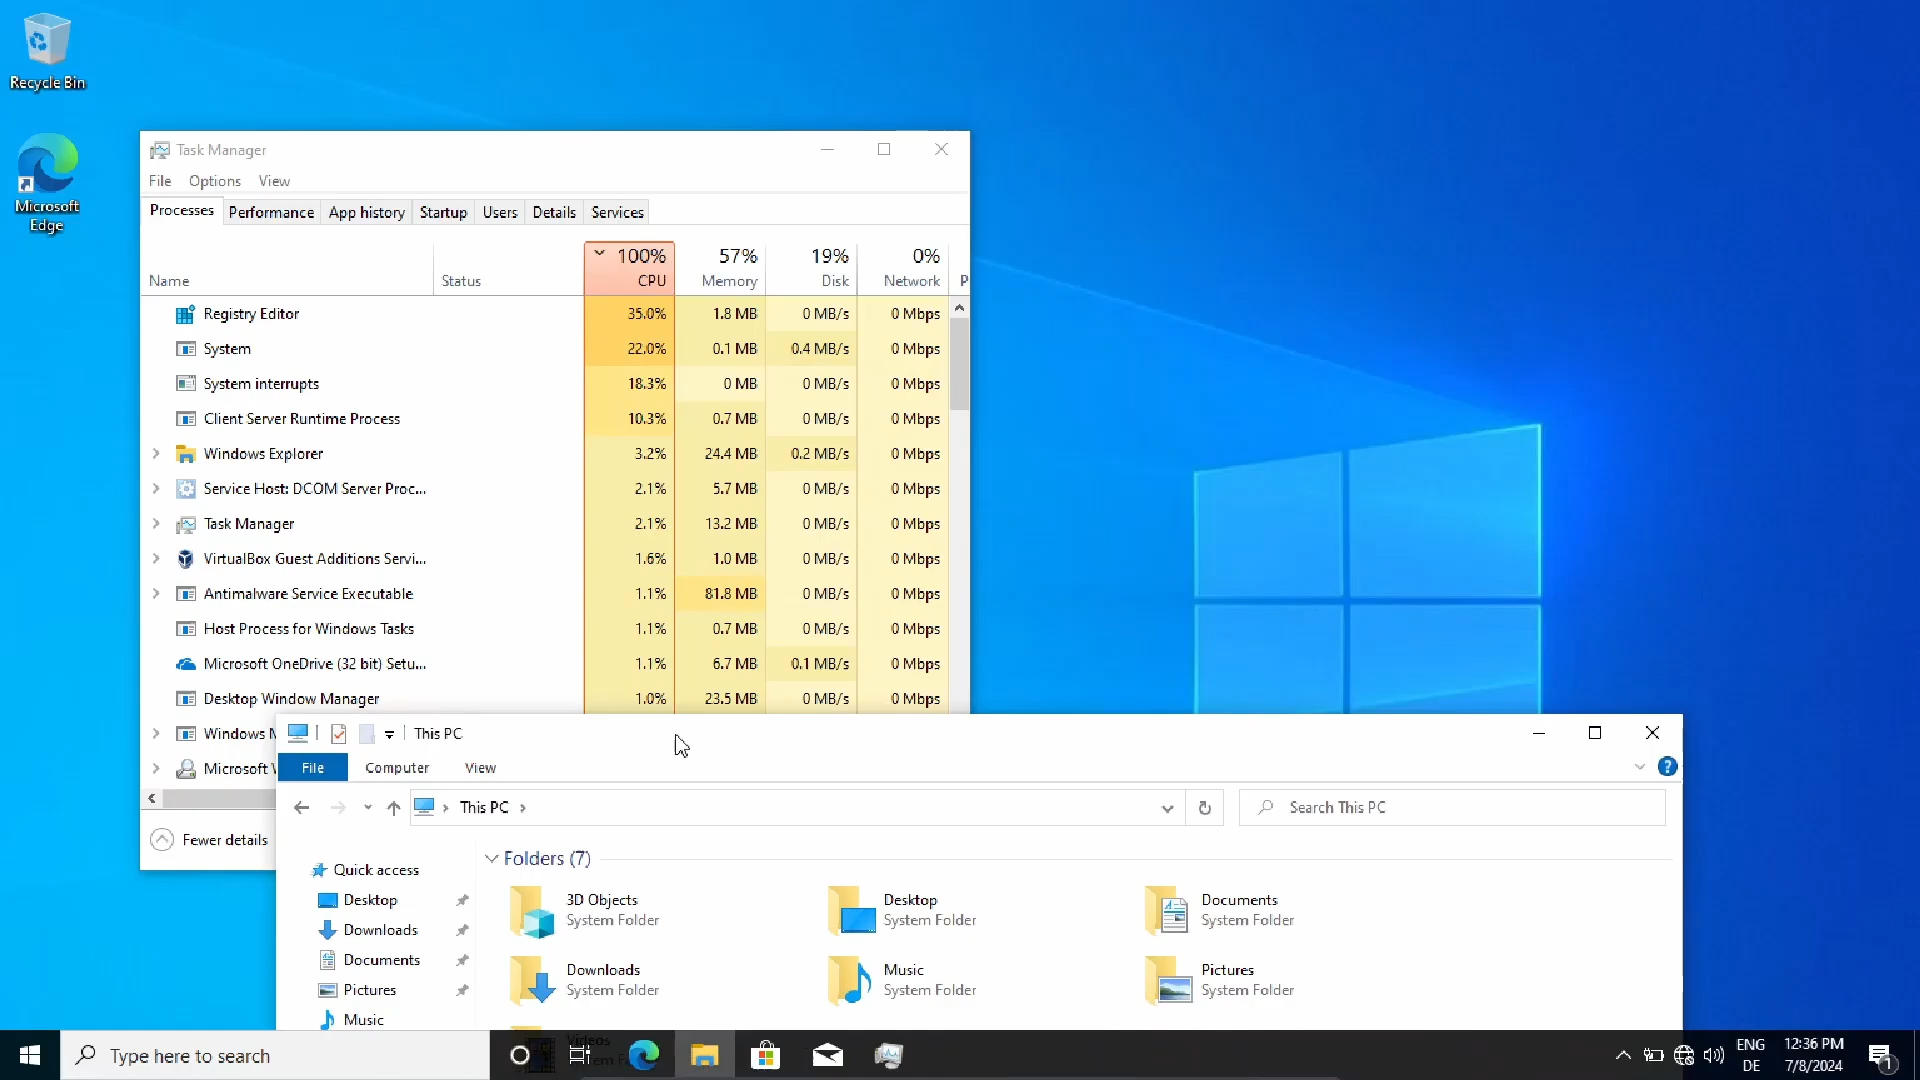 Recycle Bin
Microsoft
Edge
Task Manager
File Options View
Processes Performance App history Startup Users Details Services
100% 57% 19% 0%
Name Status CPU Memory Disk Network P
Registry Editor 35.0% 1.8 MB 0 MB/s 0 Mbps
System 22.0% 0.1 MB 0.4 MB/s 0 Mbps
System interrupts 18.3% 0 MB 0 MB/s 0 Mbps
Client Server Runtime Process 10.3% 0.7 MB 0 MB/s 0 Mbps
Windows Explorer 3.2% 24.4 MB 0.2 MB/s 0 Mbps
Service Host: DCOM Server Proc... 2.1% 5.7 MB 0 MB/s 0 Mbps
Task Manager 2.1% 13.2 MB 0 MB/s 0 Mbps
VirtualBox Guest Additions Servi... 1.6% 1.0 MB 0 MB/s 0 Mbps
Antimalware Service Executable 1.1% 81.8 MB 0 MB/s 0 Mbps
Host Process for Windows Tasks 1.1% 0.7 MB 0 MB/s 0 Mbps
Microsoft OneDrive (32 bit) Setu... 1.1% 6.7 MB 0.1 MB/s 0 Mbps
Desktop Window Manager 1.0% 23.5 MB 0 MB/s 0 Mbps
Windows
Microsoft
Fewer details
This PC
File Computer View
This PC
Search This PC
Quick access
Desktop
Downloads
Documents
Pictures
Music
Folders (7)
3D Objects
System Folder
Desktop
System Folder
Documents
System Folder
Downloads
System Folder
Music
System Folder
Pictures
System Folder
Videos
Type here to search
ENG
DE
12:36 PM
7/8/2024
1